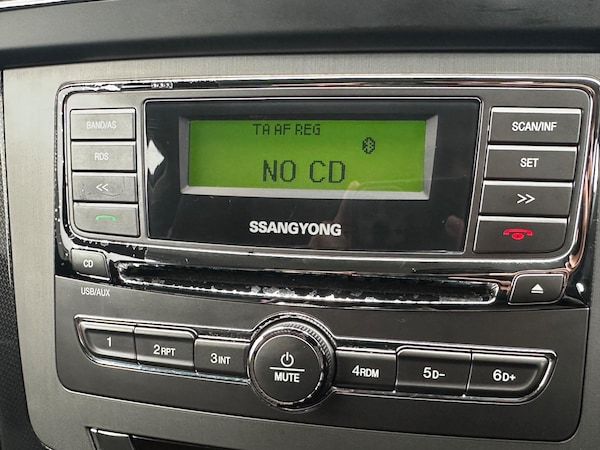 BAND/AS
RDS
<<
TA AF REG
NO CD
SSANGYONG
SCAN/INF
SET
>>
CD
USB/AUX
1
2RPT
3INT
MUTE
4RDM
5D-
6D+